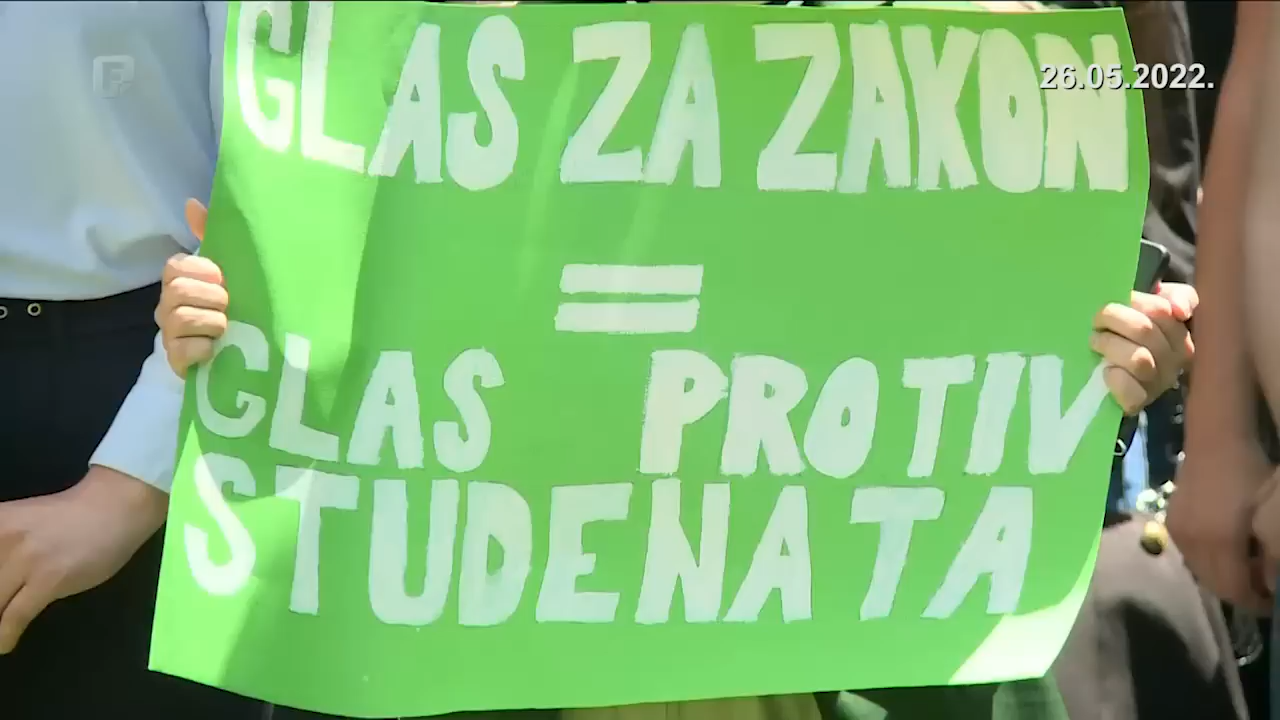 26.05.2022.
GLAS ZA ZAKON
=
GLAS PROTIV
STUDENATA